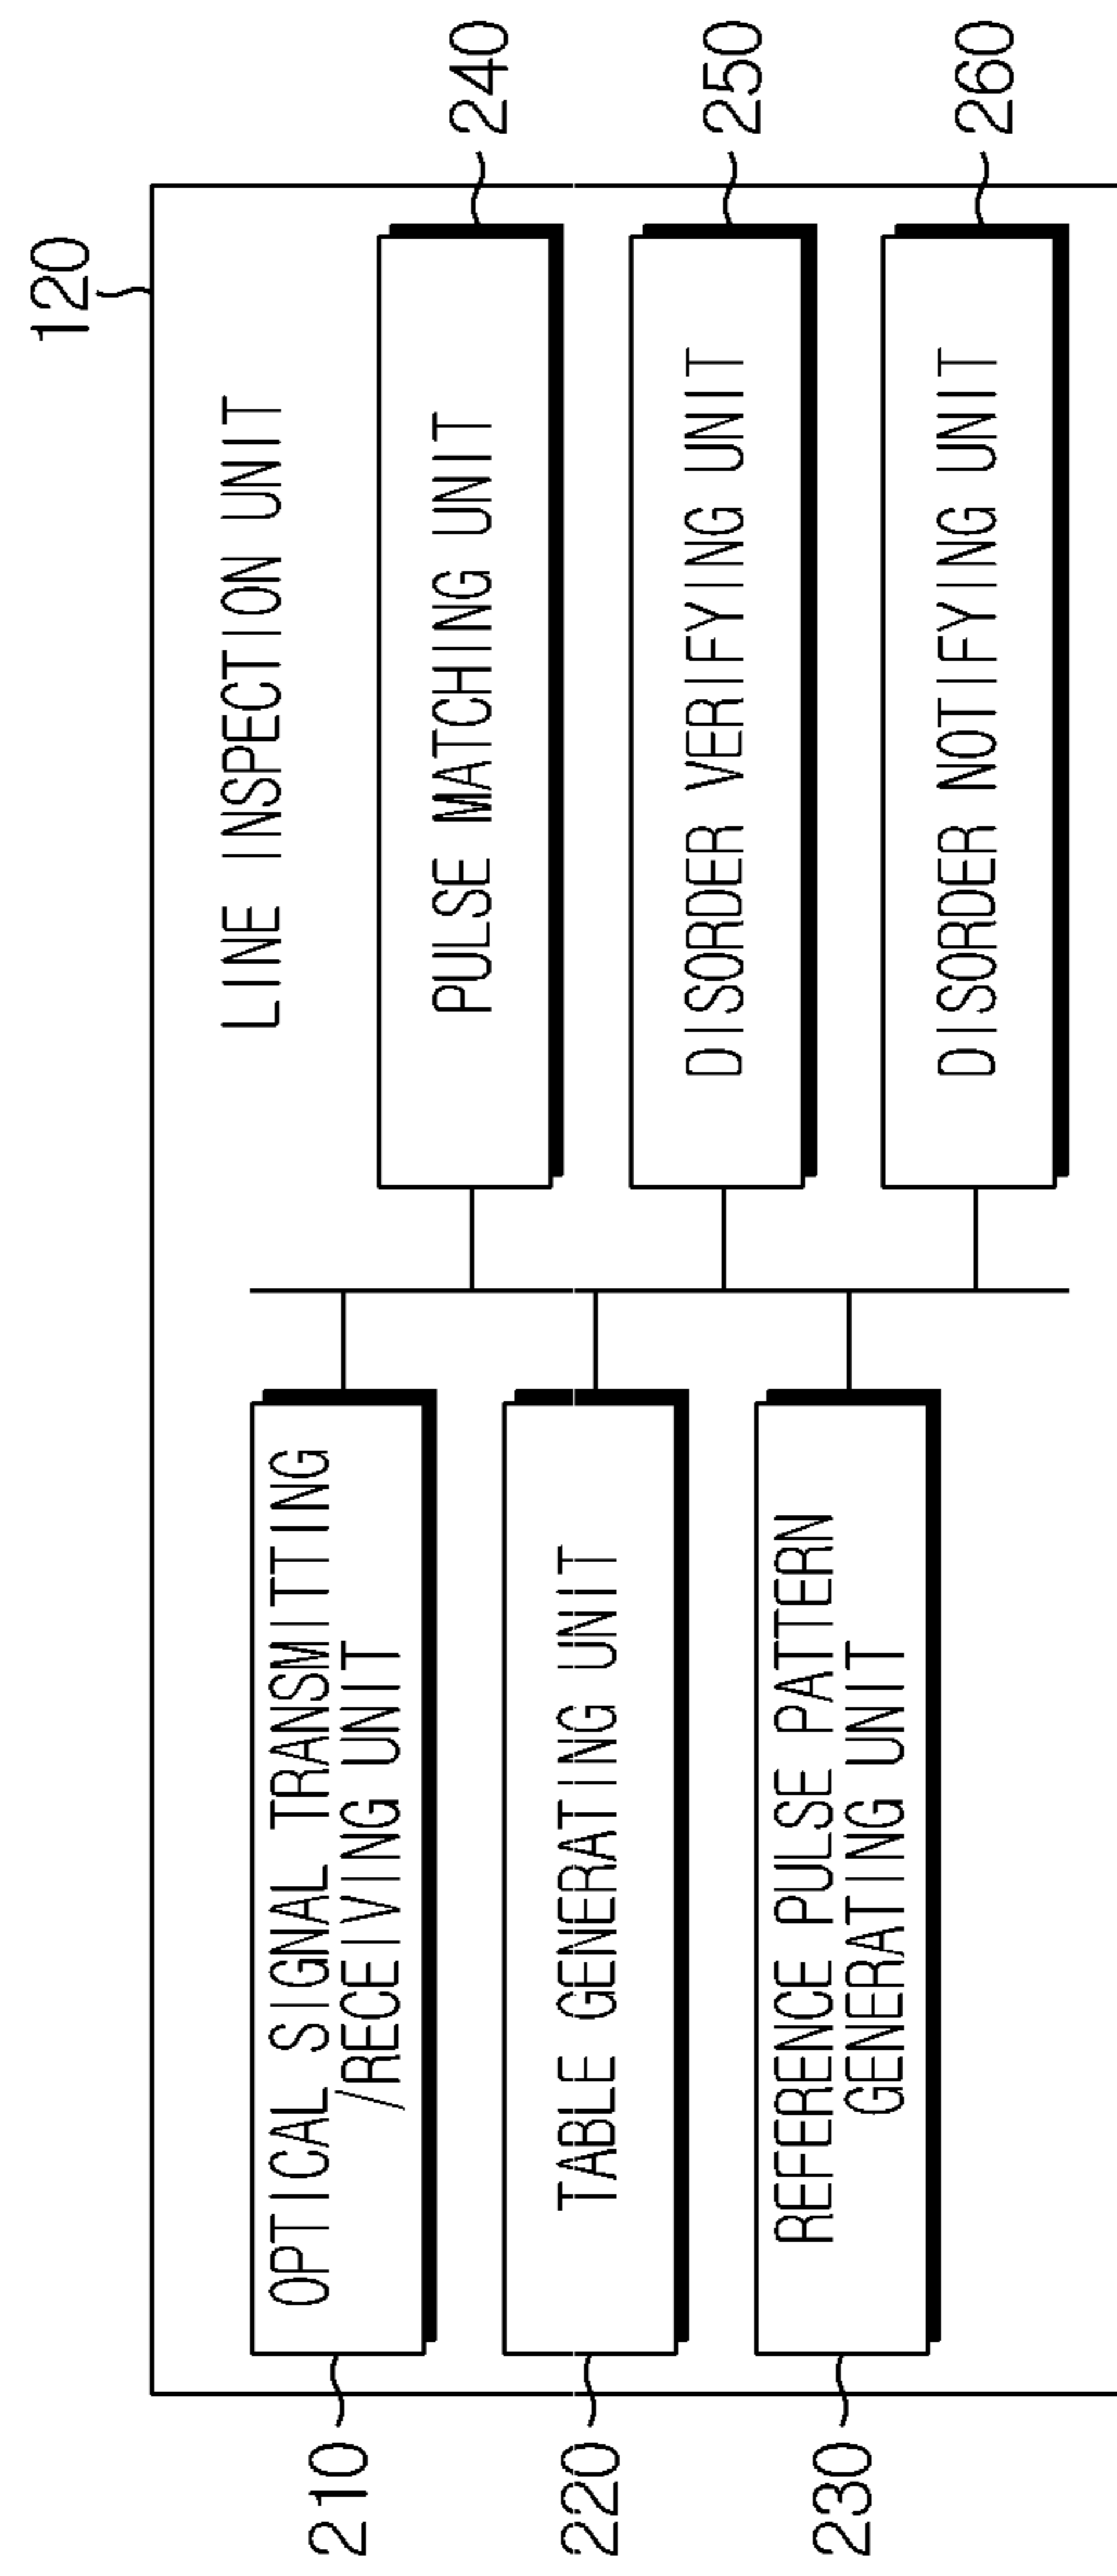 120
LINE INSPECTION UNIT
210
OPTICAL SIGNAL TRANSMITTING
/RECEIVING UNIT
220
TABLE GENERATING UNIT
230
REFERENCE PULSE PATTERN
GENERATING UNIT
PULSE MATCHING UNIT
240
DISORDER VERIFYING UNIT
250
DISORDER NOTIFYING UNIT
260